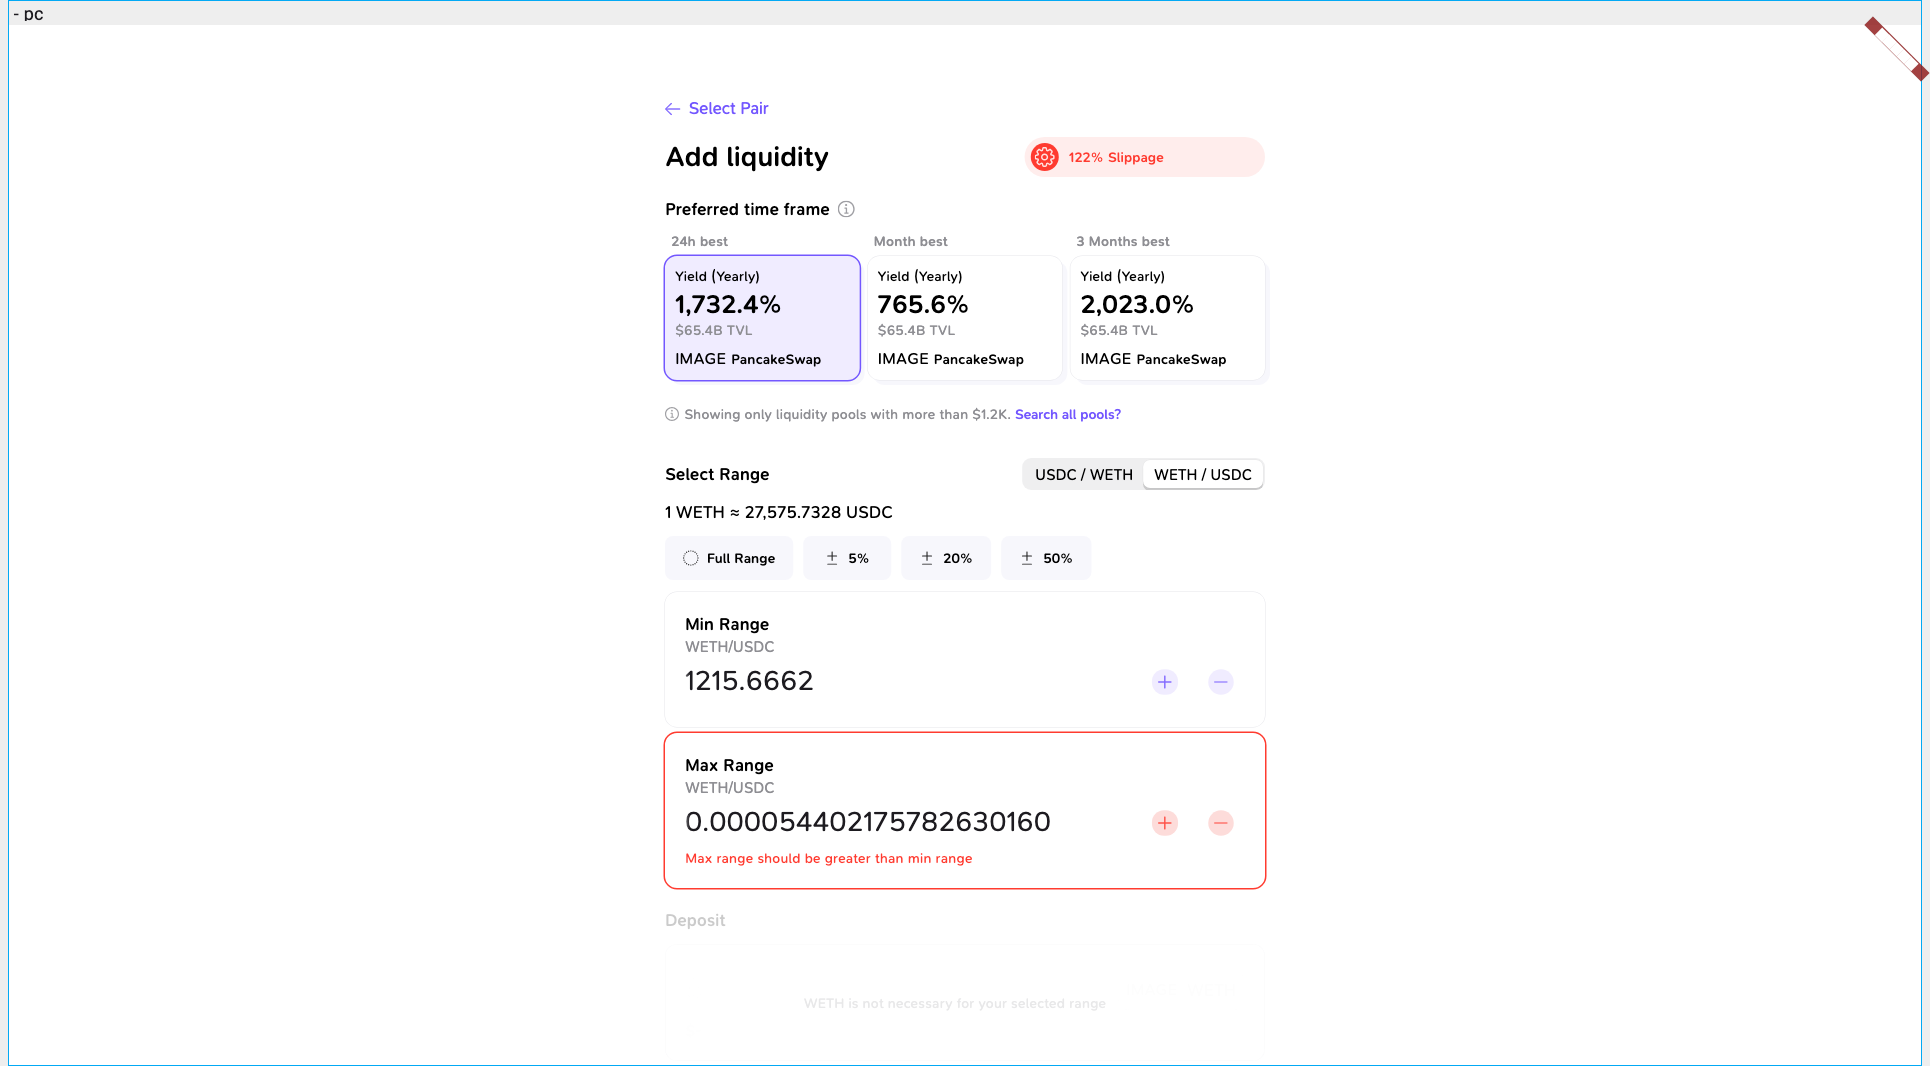 - pc
Select Pair
Add liquidity
122% Slippage
Preferred time frame
24h best
Month best
3 Months best
Yield (Yearly)
1,732.4%
$65.4B TVL
IMAGE PancakeSwap
Yield (Yearly)
765.6%
$65.4B TVL
IMAGE PancakeSwap
Yield (Yearly)
2,023.0%
$65.4B TVL
IMAGE PancakeSwap
Showing only liquidity pools with more than $1.2K. Search all pools?
Select Range
USDC / WETH
WETH / USDC
1 WETH ≈ 27,575.7328 USDC
Full Range
± 5%
± 20%
± 50%
Min Range
WETH/USDC
1215.6662
Max Range
WETH/USDC
0.000054402175782630160
Max range should be greater than min range
Deposit
WETH is not necessary for your selected range